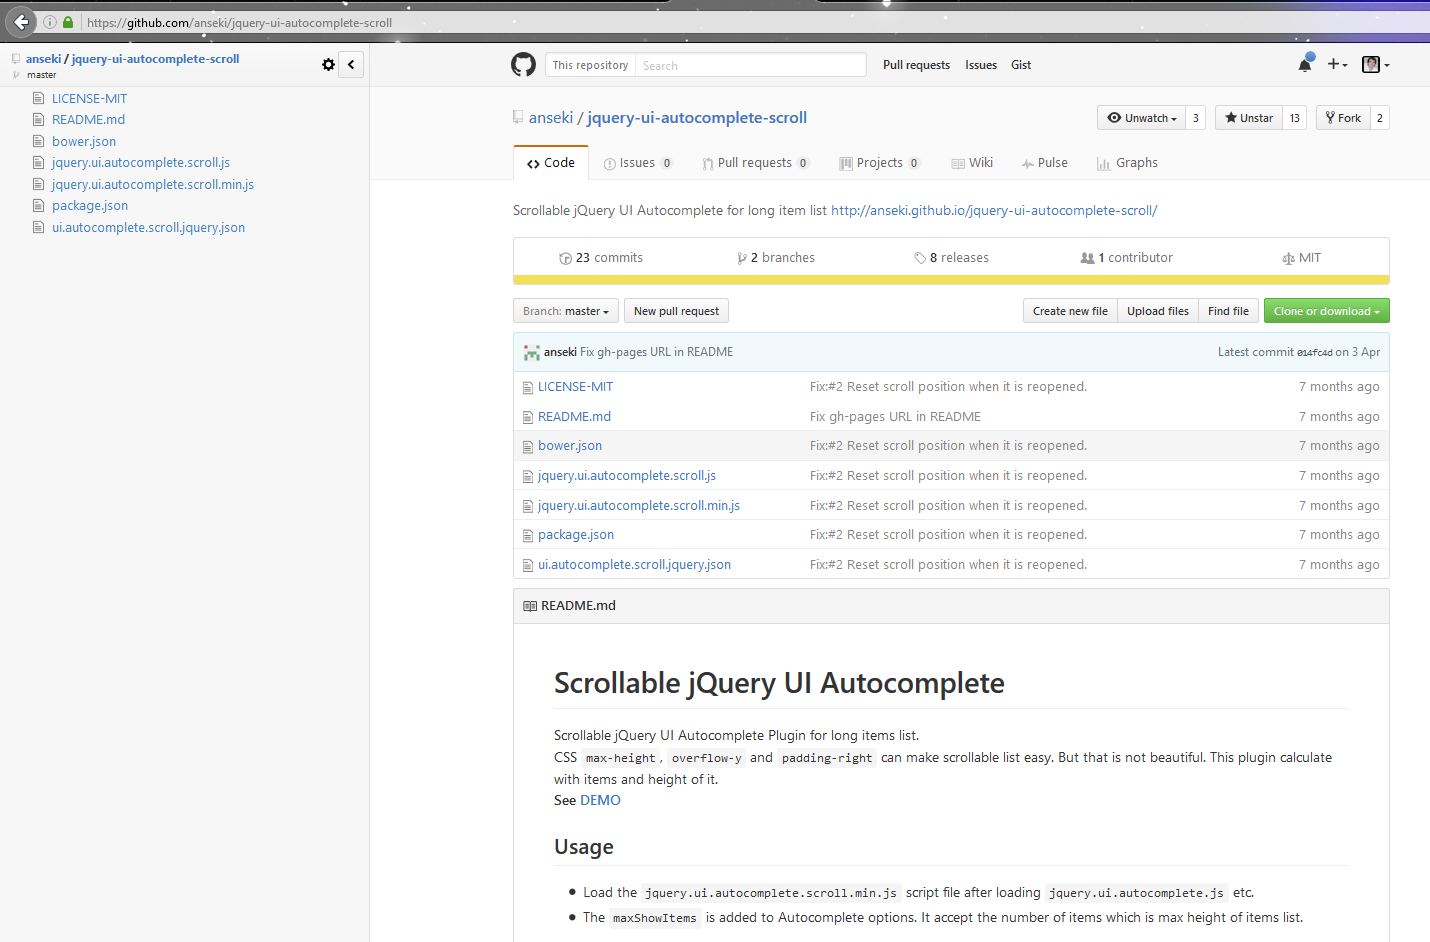 https://github.com/anseki/jquery-ui-autocomplete-scroll
anseki / jquery-ui-autocomplete-scroll
master
LICENSE-MIT
README.md
bower.json
jquery.ui.autocomplete.scroll.js
jquery.ui.autocomplete.scroll.min.js
package.json
ui.autocomplete.scroll.jquery.json
This repository Search Pull requests Issues Gist
anseki / jquery-ui-autocomplete-scroll Unwatch 3 Unstar 13 Fork 2
Code Issues 0 Pull requests 0 Projects 0 Wiki Pulse Graphs
Scrollable jQuery UI Autocomplete for long item list http://anseki.github.io/jquery-ui-autocomplete-scroll/
23 commits 2 branches 8 releases 1 contributor MIT
Branch: master New pull request Create new file Upload files Find file Clone or download
anseki Fix gh-pages URL in README Latest commit 014fc4d on 3 Apr
LICENSE-MIT Fix:#2 Reset scroll position when it is reopened. 7 months ago
README.md Fix gh-pages URL in README 7 months ago
bower.json Fix:#2 Reset scroll position when it is reopened. 7 months ago
jquery.ui.autocomplete.scroll.js Fix:#2 Reset scroll position when it is reopened. 7 months ago
jquery.ui.autocomplete.scroll.min.js Fix:#2 Reset scroll position when it is reopened. 7 months ago
package.json Fix:#2 Reset scroll position when it is reopened. 7 months ago
ui.autocomplete.scroll.jquery.json Fix:#2 Reset scroll position when it is reopened. 7 months ago
README.md
Scrollable jQuery UI Autocomplete
Scrollable jQuery UI Autocomplete Plugin for long items list.
CSS max-height, overflow-y and padding-right can make scrollable list easy. But that is not beautiful. This plugin calculate
with items and height of it.
See DEMO
Usage
• Load the jquery.ui.autocomplete.scroll.min.js script file after loading jquery.ui.autocomplete.js etc.
• The maxShowItems is added to Autocomplete options. It accept the number of items which is max height of items list.